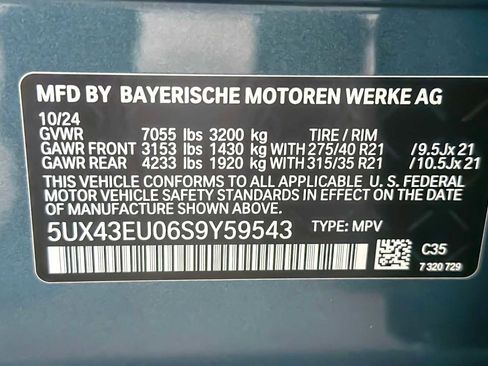 MFD BY BAYERISCHE MOTOREN WERKE AG
10/24
GVWR 7055 lbs 3200 kg TIRE / RIM
GAWR FRONT 3153 lbs 1430 kg WITH 275/40 R21 /9.5Jx21
GAWR REAR 4233 lbs 1920 kg WITH 315/35 R21 /10.5Jx21
THIS VEHICLE CONFORMS TO ALL APPLICABLE U. S. FEDERAL
MOTOR VEHICLE SAFETY STANDARDS IN EFFECT ON THE DATE
OF MANUFACTURE SHOWN ABOVE.
5UX43EU06S9Y59543 TYPE: MPV
C35
7 320 729